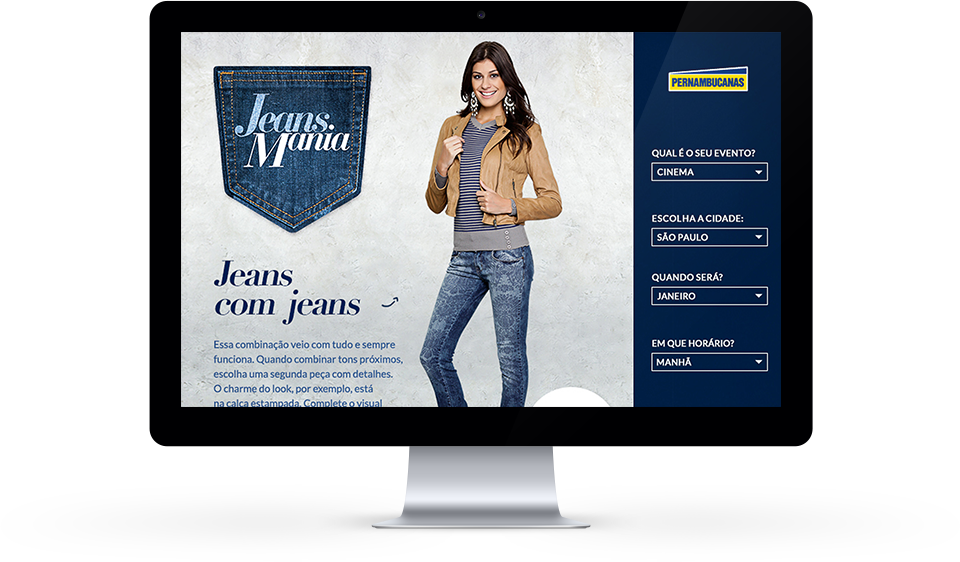 Jeans
Mania
Jeans
com jeans
Essa combinação veio com tudo e sempre
funciona. Quando combinar tons próximos,
escolha uma segunda peça com detalhes.
O charme do look, por exemplo, está
na calça estampada. Complete o visual
PERNAMBUCANAS
QUAL É O SEU EVENTO?
CINEMA
ESCOLHA A CIDADE:
SÃO PAULO
QUANDO SERÁ?
JANEIRO
EM QUE HORÁRIO?
MANHÃ